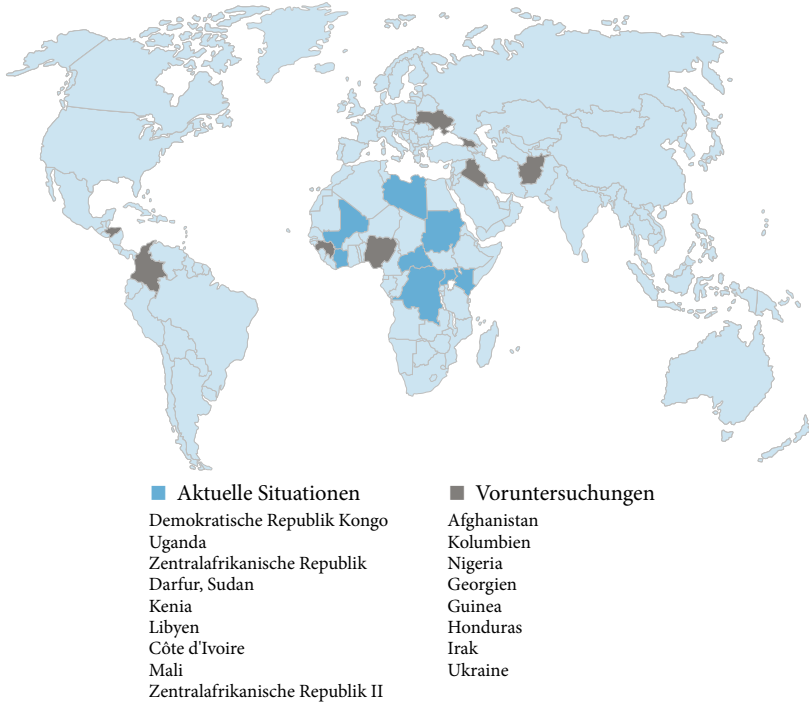 Aktuelle Situationen
Demokratische Republik Kongo
Uganda
Zentralafrikanische Republik
Darfur, Sudan
Kenia
Libyen
Côte d'Ivoire
Mali
Zentralafrikanische Republik II
Voruntersuchungen
Afghanistan
Kolumbien
Nigeria
Georgien
Guinea
Honduras
Irak
Ukraine